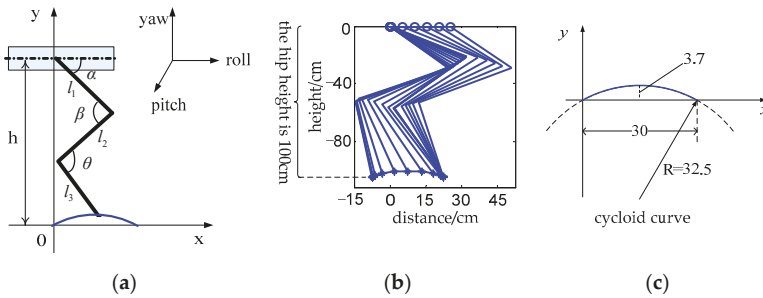 y
yaw
α
l1
roll
pitch
h
β
l2
θ
l3
0
x
(a)
the hip height is 100cm
height/cm
0
-40
-80
-15 0 15 30 45
distance/cm
(b)
y
3.7
x
30
R=32.5
cycloid curve
(c)